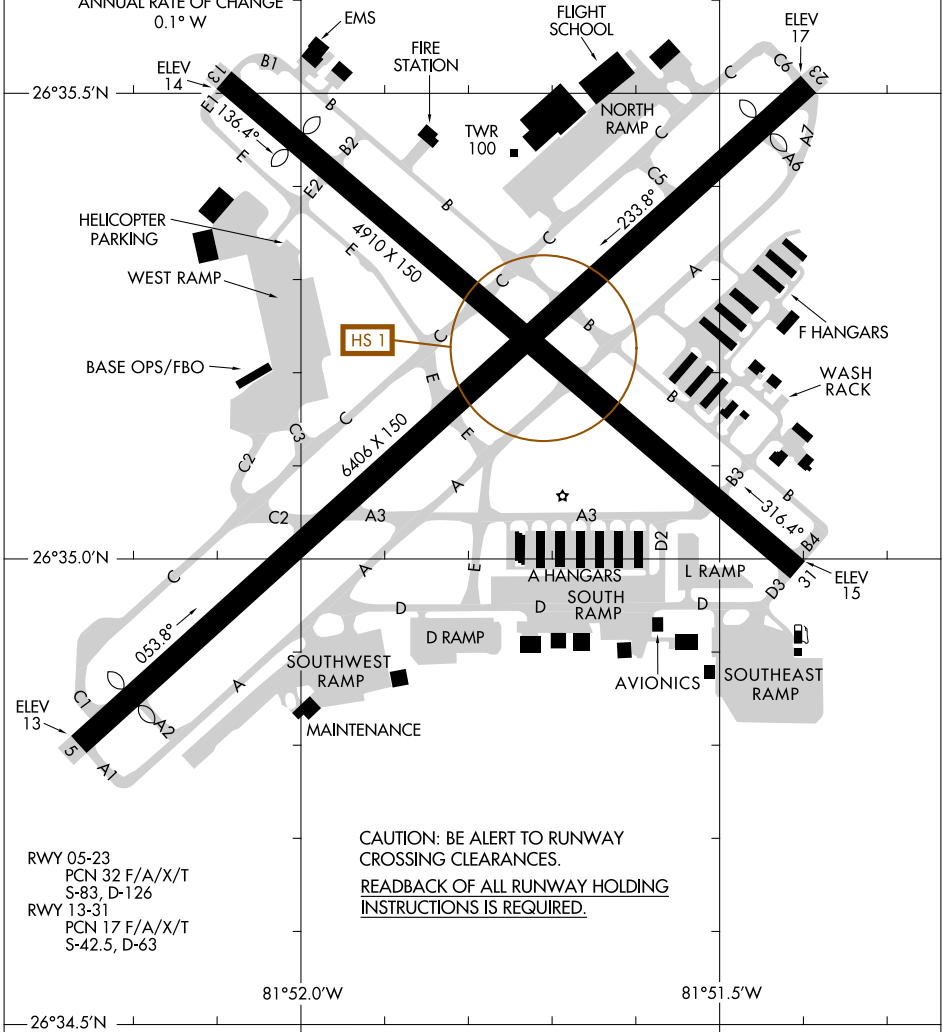 ANNUAL RATE OF CHANGE
0.1° W
EMS
FLIGHT
SCHOOL
ELEV
17
FIRE
STATION
ELEV
14
B1
C
C6
23
13
26°35.5'N
E1
B
NORTH
RAMP
136.4°
TWR
100
C
A7
B2
E
A6
C5
E2
B
233.8°
HELICOPTER
PARKING
4910 X 150
C
E
A
WEST RAMP
C
F HANGARS
B
HS 1
C
C
BASE OPS/FBO
E
WASH
RACK
B
C
C3
6406 X 150
E
C2
A
B3
B
316.4°
C2
A3
A3
D2
B4
26°35.0'N
A
E
A HANGARS
L RAMP
31
ELEV
15
C
D3
D
D
SOUTH
RAMP
D
053.8°
D RAMP
SOUTHWEST
RAMP
A
AVIONICS
SOUTHEAST
RAMP
C1
ELEV
13
A2
MAINTENANCE
5
A1
RWY 05-23
PCN 32 F/A/X/T
S-83, D-126
RWY 13-31
PCN 17 F/A/X/T
S-42.5, D-63
CAUTION: BE ALERT TO RUNWAY
CROSSING CLEARANCES.
READBACK OF ALL RUNWAY HOLDING
INSTRUCTIONS IS REQUIRED.
81°52.0'W
81°51.5'W
26°34.5'N